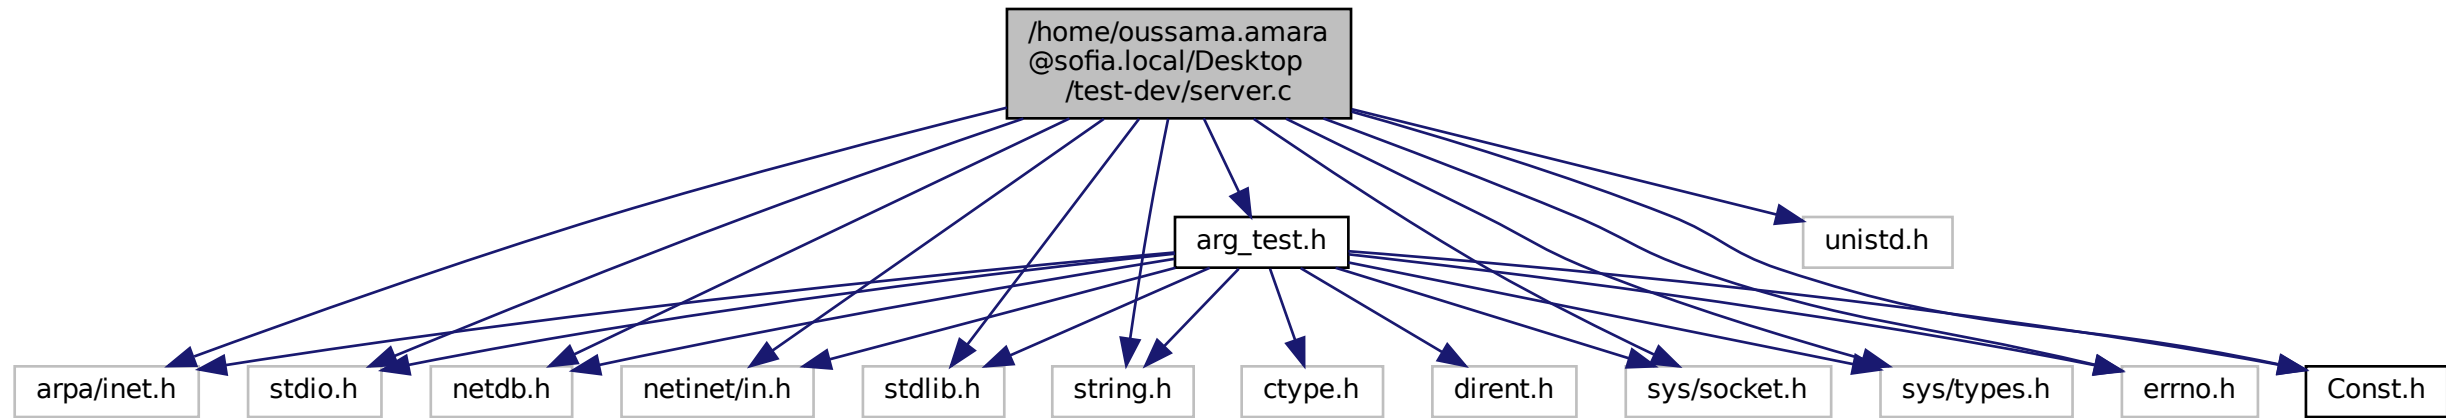 /home/oussama.amara
@sofia.local/Desktop
/test-dev/server.c
arg_test.h
unistd.h
arpa/inet.h
stdio.h
netdb.h
netinet/in.h
stdlib.h
string.h
ctype.h
dirent.h
sys/socket.h
sys/types.h
errno.h
Const.h